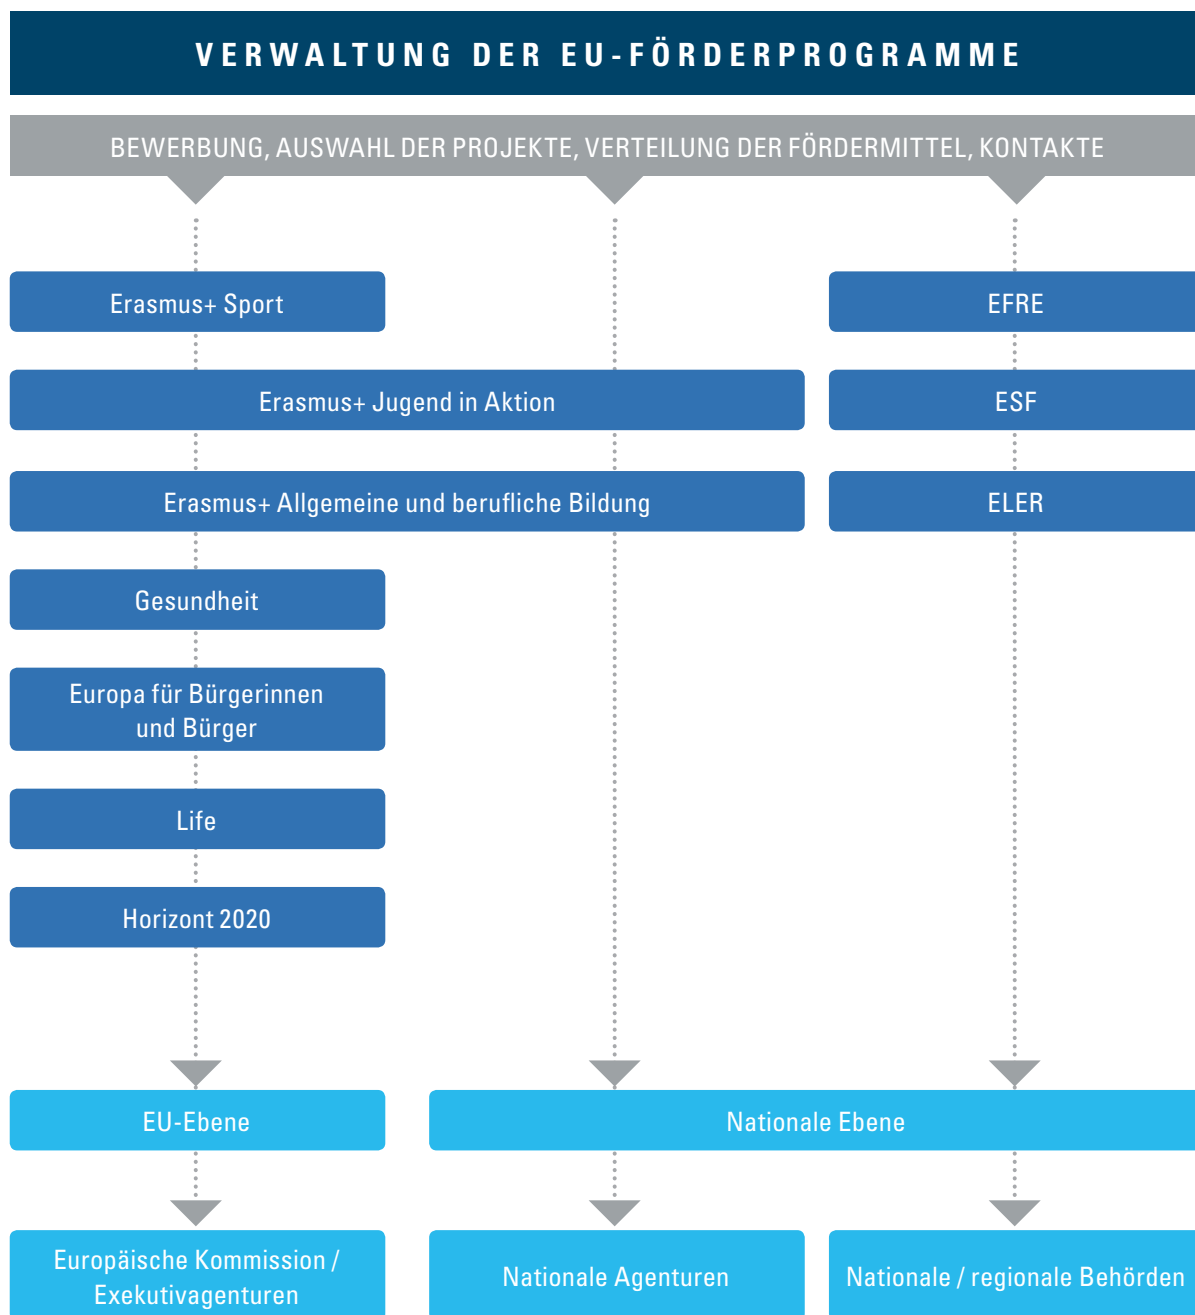 VERWALTUNG DER EU-FÖRDERPROGRAMME
BEWERBUNG, AUSWAHL DER PROJEKTE, VERTEILUNG DER FÖRDERMITTEL, KONTAKTE
Erasmus+ Sport
EFRE
Erasmus+ Jugend in Aktion
ESF
Erasmus+ Allgemeine und berufliche Bildung
ELER
Gesundheit
Europa für Bürgerinnen
und Bürger
Life
Horizont 2020
EU-Ebene
Nationale Ebene
Europäische Kommission /
Exekutivagenturen
Nationale Agenturen
Nationale / regionale Behörden